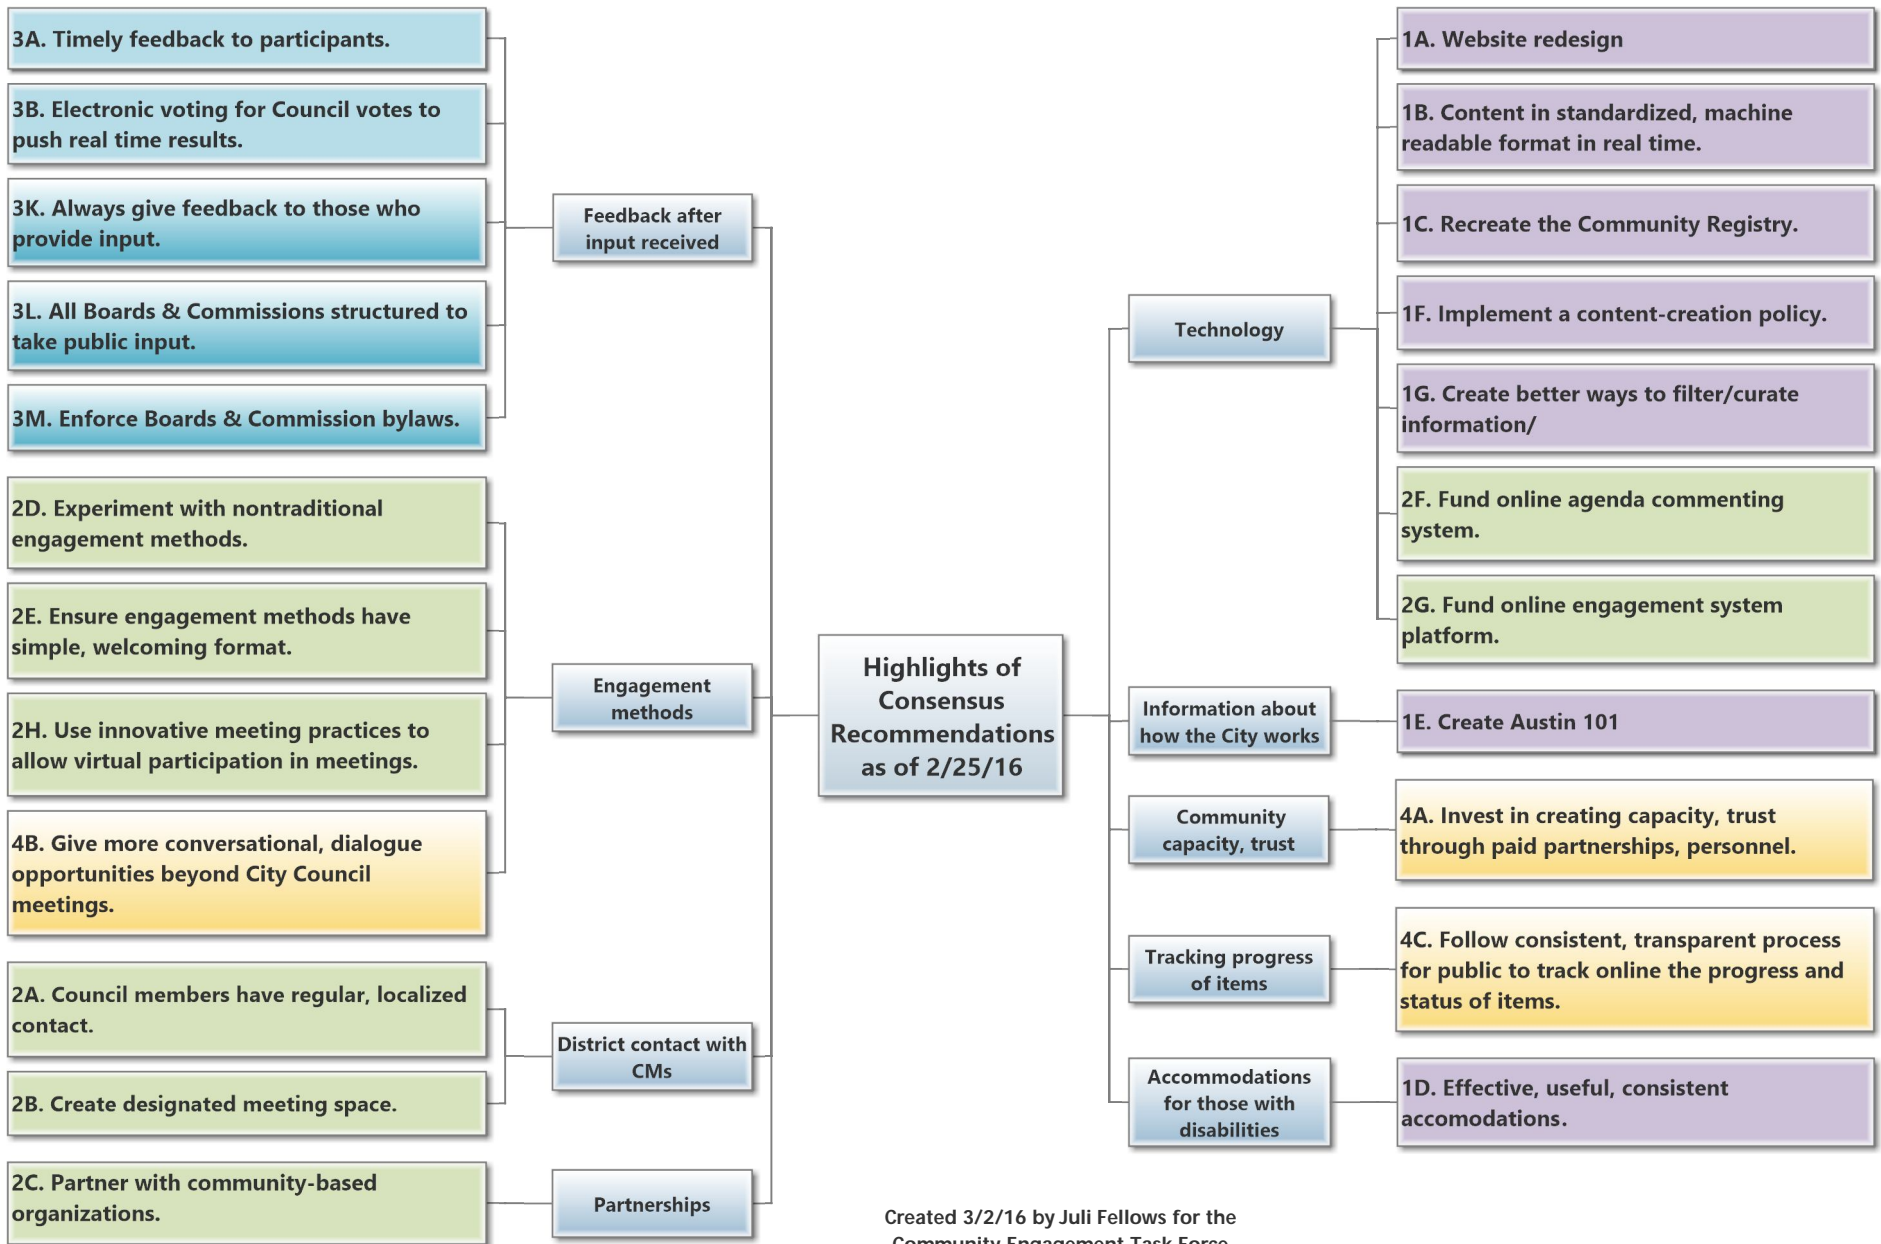 3A. Timely feedback to participants.
3B. Electronic voting for Council votes to
push real time results.
3K. Always give feedback to those who
provide input.
3L. All Boards & Commissions structured to
take public input.
3M. Enforce Boards & Commission bylaws.
Feedback after
input received
2D. Experiment with nontraditional
engagement methods.
2E. Ensure engagement methods have
simple, welcoming format.
2H. Use innovative meeting practices to
allow virtual participation in meetings.
4B. Give more conversational, dialogue
opportunities beyond City Council
meetings.
Engagement
methods
2A. Council members have regular, localized
contact.
2B. Create designated meeting space.
District contact with
CMs
2C. Partner with community-based
organizations.
Partnerships
Highlights of
Consensus
Recommendations
as of 2/25/16
Technology
1A. Website redesign
1B. Content in standardized, machine
readable format in real time.
1C. Recreate the Community Registry.
1F. Implement a content-creation policy.
1G. Create better ways to filter/curate
information/
2F. Fund online agenda commenting
system.
2G. Fund online engagement system
platform.
Information about
how the City works
1E. Create Austin 101
Community
capacity, trust
4A. Invest in creating capacity, trust
through paid partnerships, personnel.
Tracking progress
of items
4C. Follow consistent, transparent process
for public to track online the progress and
status of items.
Accommodations
for those with
disabilities
1D. Effective, useful, consistent
accomodations.
Created 3/2/16 by Juli Fellows for the
Community Engagement Task Force